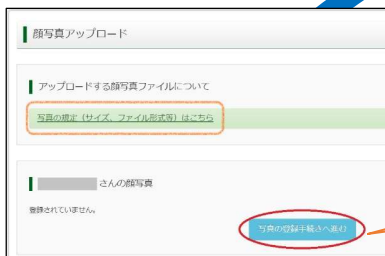 顔写真アップロード
アップロードする顔写真ファイルについて
写真の規定（サイズ、ファイル形式等）はこちら
さんの顔写真
登録されていません。
写真の登録手続きへ進む